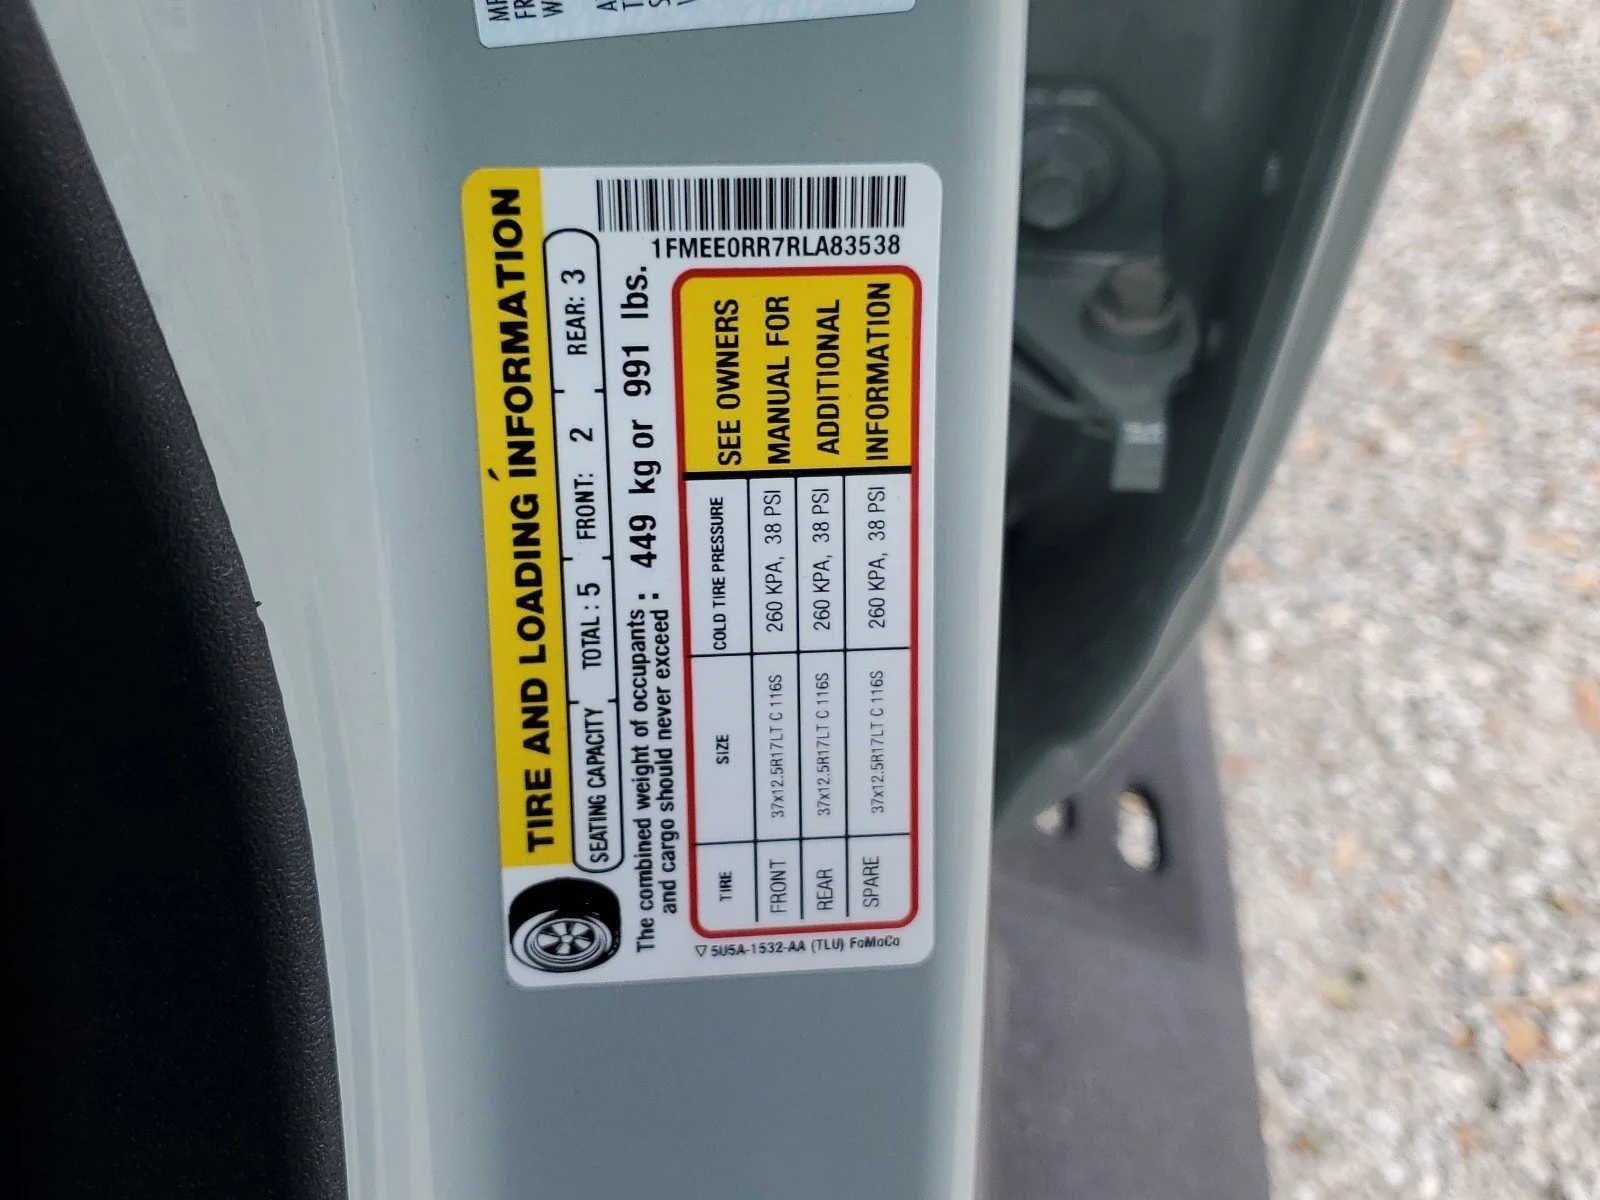 MF
FR
W
A
T
S
TIRE AND LOADING INFORMATION
SEATING CAPACITY TOTAL : 5 FRONT: 2 REAR: 3
The combined weight of occupants
and cargo should never exceed : 449 kg or 991 lbs.
1FMEE0RR7RLA83538
TIRE SIZE COLD TIRE PRESSURE
FRONT 37x12.5R17LT C 116S 260 KPA, 38 PSI
REAR 37x12.5R17LT C 116S 260 KPA, 38 PSI
SPARE 37x12.5R17LT C 116S 260 KPA, 38 PSI
SEE OWNERS
MANUAL FOR
ADDITIONAL
INFORMATION
5U5A-1532-AA (TLU) FoMoCo